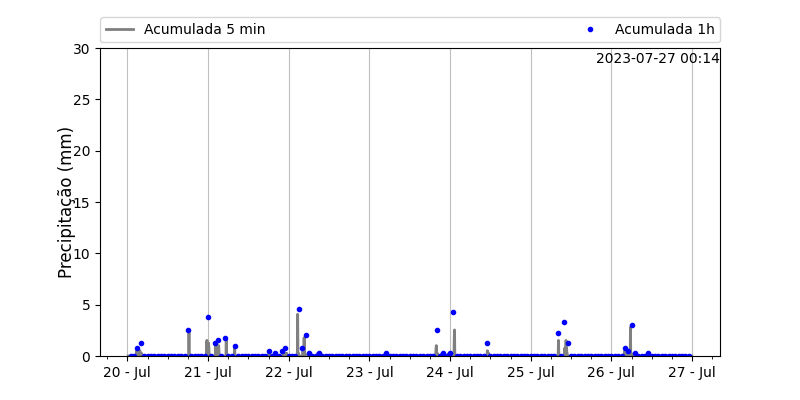 Acumulada 5 min
Acumulada 1h
2023-07-27 00:14
Precipitação (mm)
30
25
20
15
10
5
0
20 - Jul
21 - Jul
22 - Jul
23 - Jul
24 - Jul
25 - Jul
26 - Jul
27 - Jul